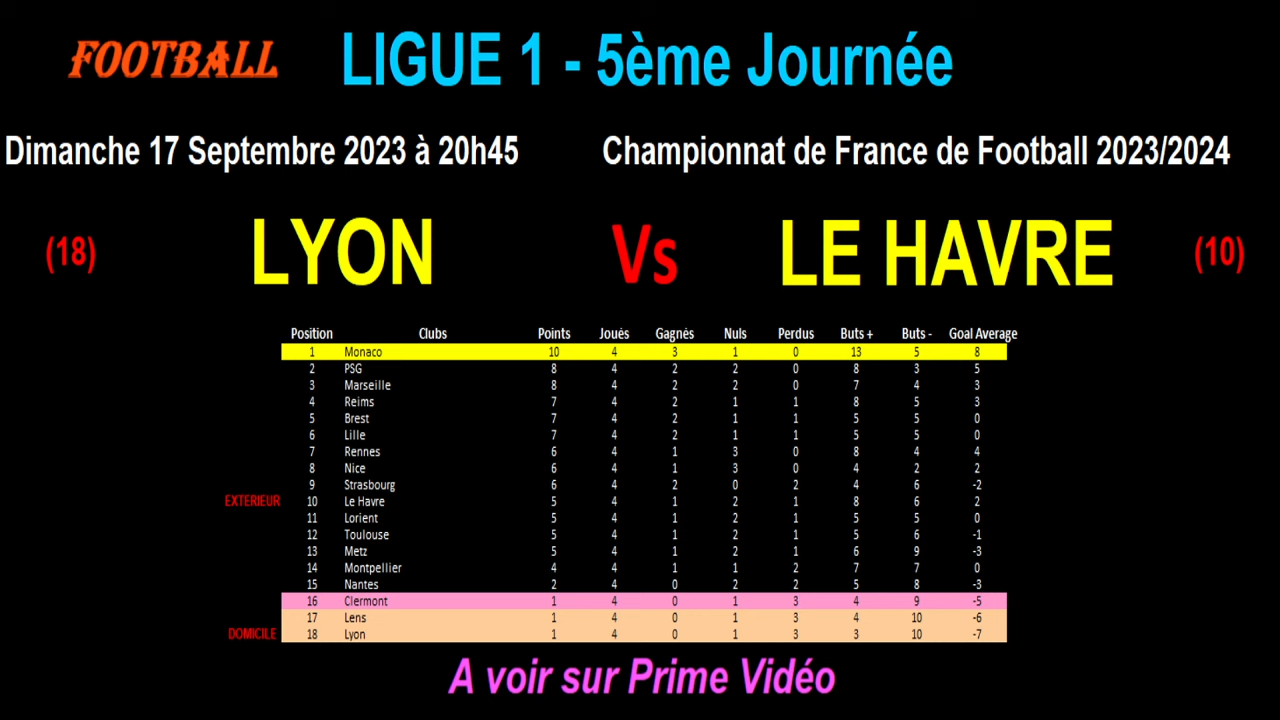 FOOTBALL LIGUE 1 - 5ème Journée
Dimanche 17 Septembre 2023 à 20h45 Championnat de France de Football 2023/2024
(18) LYON Vs LE HAVRE (10)
Position Clubs Points Joués Gagnés Nuls Perdus Buts + Buts - Goal Average
1 Monaco 10 4 3 1 0 13 5 8
2 PSG 8 4 2 2 0 8 3 5
3 Marseille 8 4 2 2 0 7 4 3
4 Reims 7 4 2 1 1 8 5 3
5 Brest 7 4 2 1 1 5 5 0
6 Lille 7 4 2 1 1 5 5 0
7 Rennes 6 4 1 3 0 8 4 4
8 Nice 6 4 1 3 0 4 2 2
9 Strasbourg 6 4 2 0 2 4 6 -2
EXTERIEUR 10 Le Havre 5 4 1 2 1 8 6 2
11 Lorient 5 4 1 2 1 5 5 0
12 Toulouse 5 4 1 2 1 5 6 -1
13 Metz 5 4 1 2 1 6 9 -3
14 Montpellier 4 4 1 1 2 7 7 0
15 Nantes 2 4 0 2 2 5 8 -3
16 Clermont 1 4 0 1 3 4 9 -5
17 Lens 1 4 0 1 3 4 10 -6
DOMICILE 18 Lyon 1 4 0 1 3 3 10 -7
A voir sur Prime Vidéo